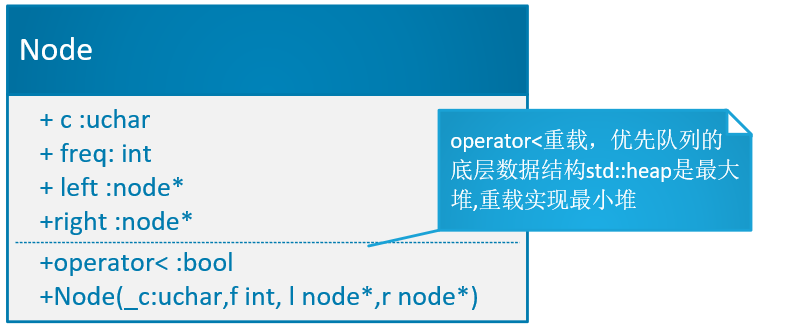 Node
+ c :uchar
+ freq: int
+ left :node*
+right :node*
+operator< :bool
+Node(_c:uchar,f int, l node*,r node*)
operator<重载，优先队列的
底层数据结构std::heap是最大
堆,重载实现最小堆